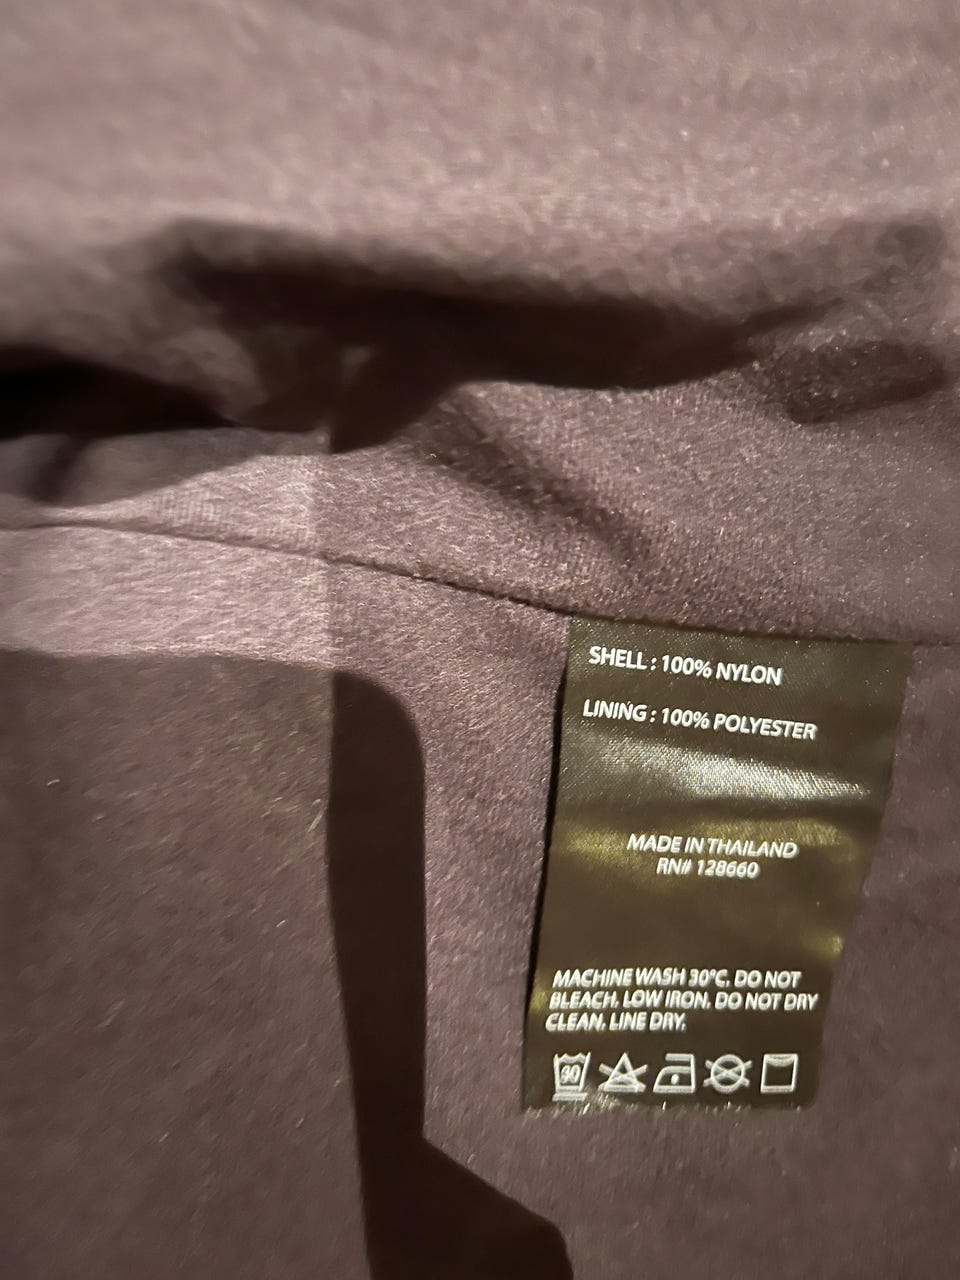 SHELL : 100% NYLON
LINING : 100% POLYESTER
MADE IN THAILAND
RN# 128660
MACHINE WASH 30°C. DO NOT
BLEACH. LOW IRON. DO NOT DRY
CLEAN. LINE DRY.
30